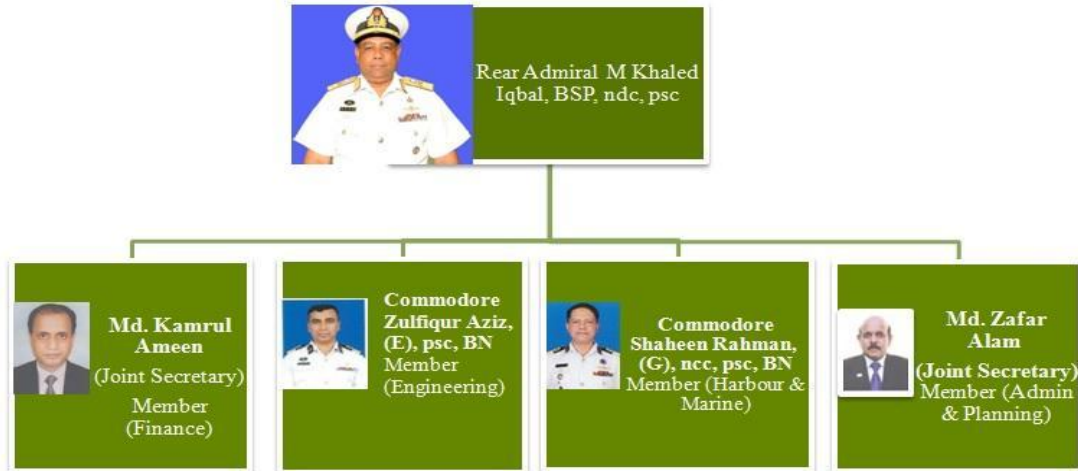 Rear Admiral M Khaled
Iqbal, BSP, ndc, psc
Md. Kamrul
Ameen
(Joint Secretary)
Member
(Finance)
Commodore
Zulfiqur Aziz,
(E), psc, BN
Member
(Engineering)
Commodore
Shaheen Rahman,
(G), ncc, psc, BN
Member (Harbour &
Marine)
Md. Zafar
Alam
(Joint Secretary)
Member (Admin
& Planning)